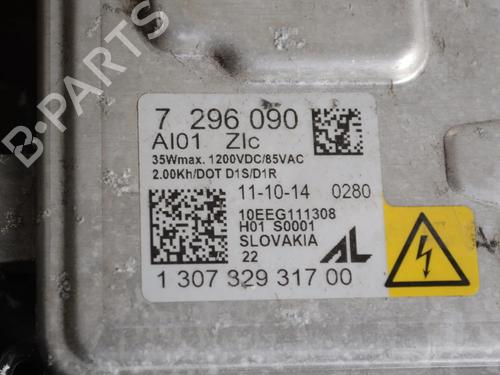 B-PARTS
7 296 090
AI01 ZIc
35Wmax. 1200VDC/85VAC
2.00Kh/DOT D1S/D1R
11-10-14 0280
10EEG111308
H01 S0001
SLOVAKIA
22
AL
1 307 329 317 00